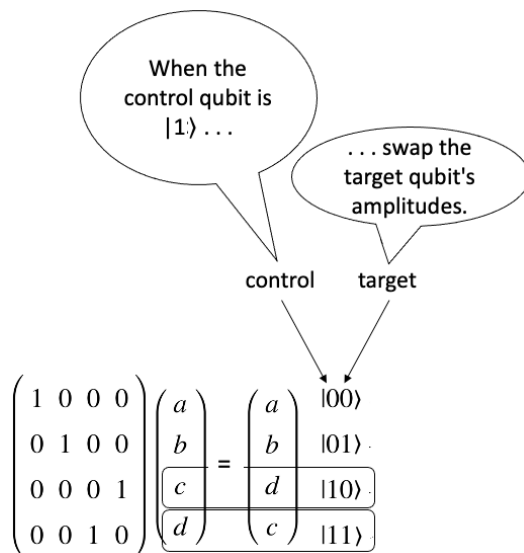 When the
control qubit is
|1⟩ . . .
. . . swap the
target qubit's
amplitudes.
control target
1 0 0 0 a a |00⟩
0 1 0 0 b = b |01⟩
0 0 0 1 c d |10⟩
0 0 1 0 d c |11⟩